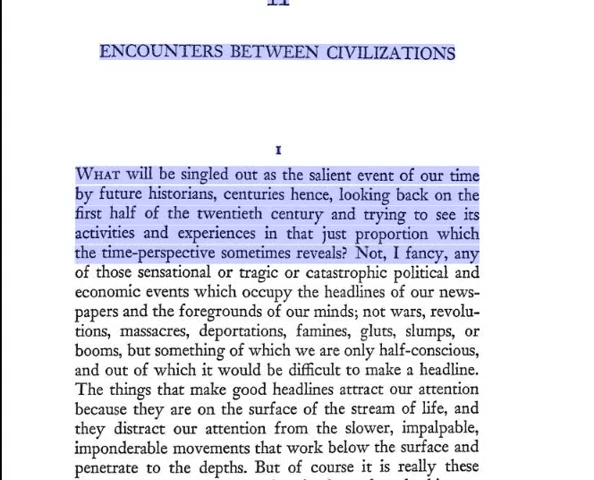 II
ENCOUNTERS BETWEEN CIVILIZATIONS
I
WHAT will be singled out as the salient event of our time
by future historians, centuries hence, looking back on the
first half of the twentieth century and trying to see its
activities and experiences in that just proportion which
the time-perspective sometimes reveals? Not, I fancy, any
of those sensational or tragic or catastrophic political and
economic events which occupy the headlines of our news-
papers and the foregrounds of our minds; not wars, revolu-
tions, massacres, deportations, famines, gluts, slumps, or
booms, but something of which we are only half-conscious,
and out of which it would be difficult to make a headline.
The things that make good headlines attract our attention
because they are on the surface of the stream of life, and
they distract our attention from the slower, impalpable,
imponderable movements that work below the surface and
penetrate to the depths. But of course it is really these